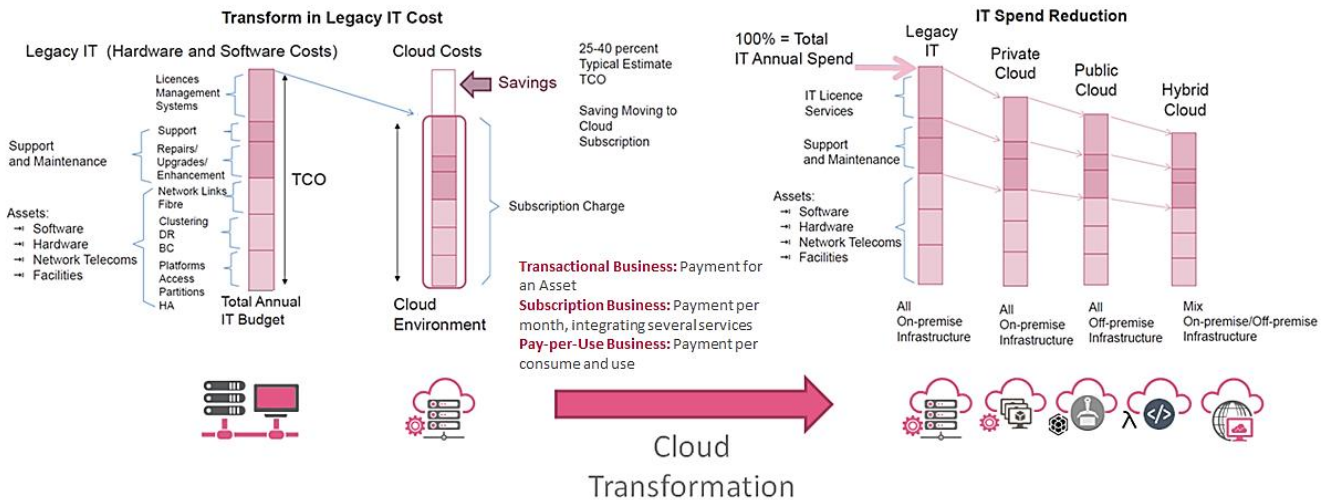 Transform in Legacy IT Cost
Legacy IT (Hardware and Software Costs)
Licences
Management
Systems
Support
and Maintenance
Support
Repairs/
Upgrades/
Enhancement
Assets:
Software
Hardware
Network Telecoms
Facilities
Network Links
Fibre
Clustering
DR
BC
Platforms
Access
Partitions
HA
TCO
Total Annual
IT Budget
Cloud Costs
Savings
25-40 percent
Typical Estimate
TCO
Saving Moving to
Cloud
Subscription
Subscription Charge
Cloud
Environment
Transactional Business: Payment for
an Asset
Subscription Business: Payment per
month, integrating several services
Pay-per-Use Business: Payment per
consume and use
Cloud
Transformation
IT Spend Reduction
100% = Total
IT Annual Spend
Legacy
IT
Private
Cloud
Public
Cloud
Hybrid
Cloud
IT Licence
Services
Support
and Maintenance
Assets:
Software
Hardware
Network Telecoms
Facilities
All
On-premise
Infrastructure
All
On-premise
Infrastructure
All
Off-premise
Infrastructure
Mix
On-premise/Off-premise
Infrastructure
λ
</>